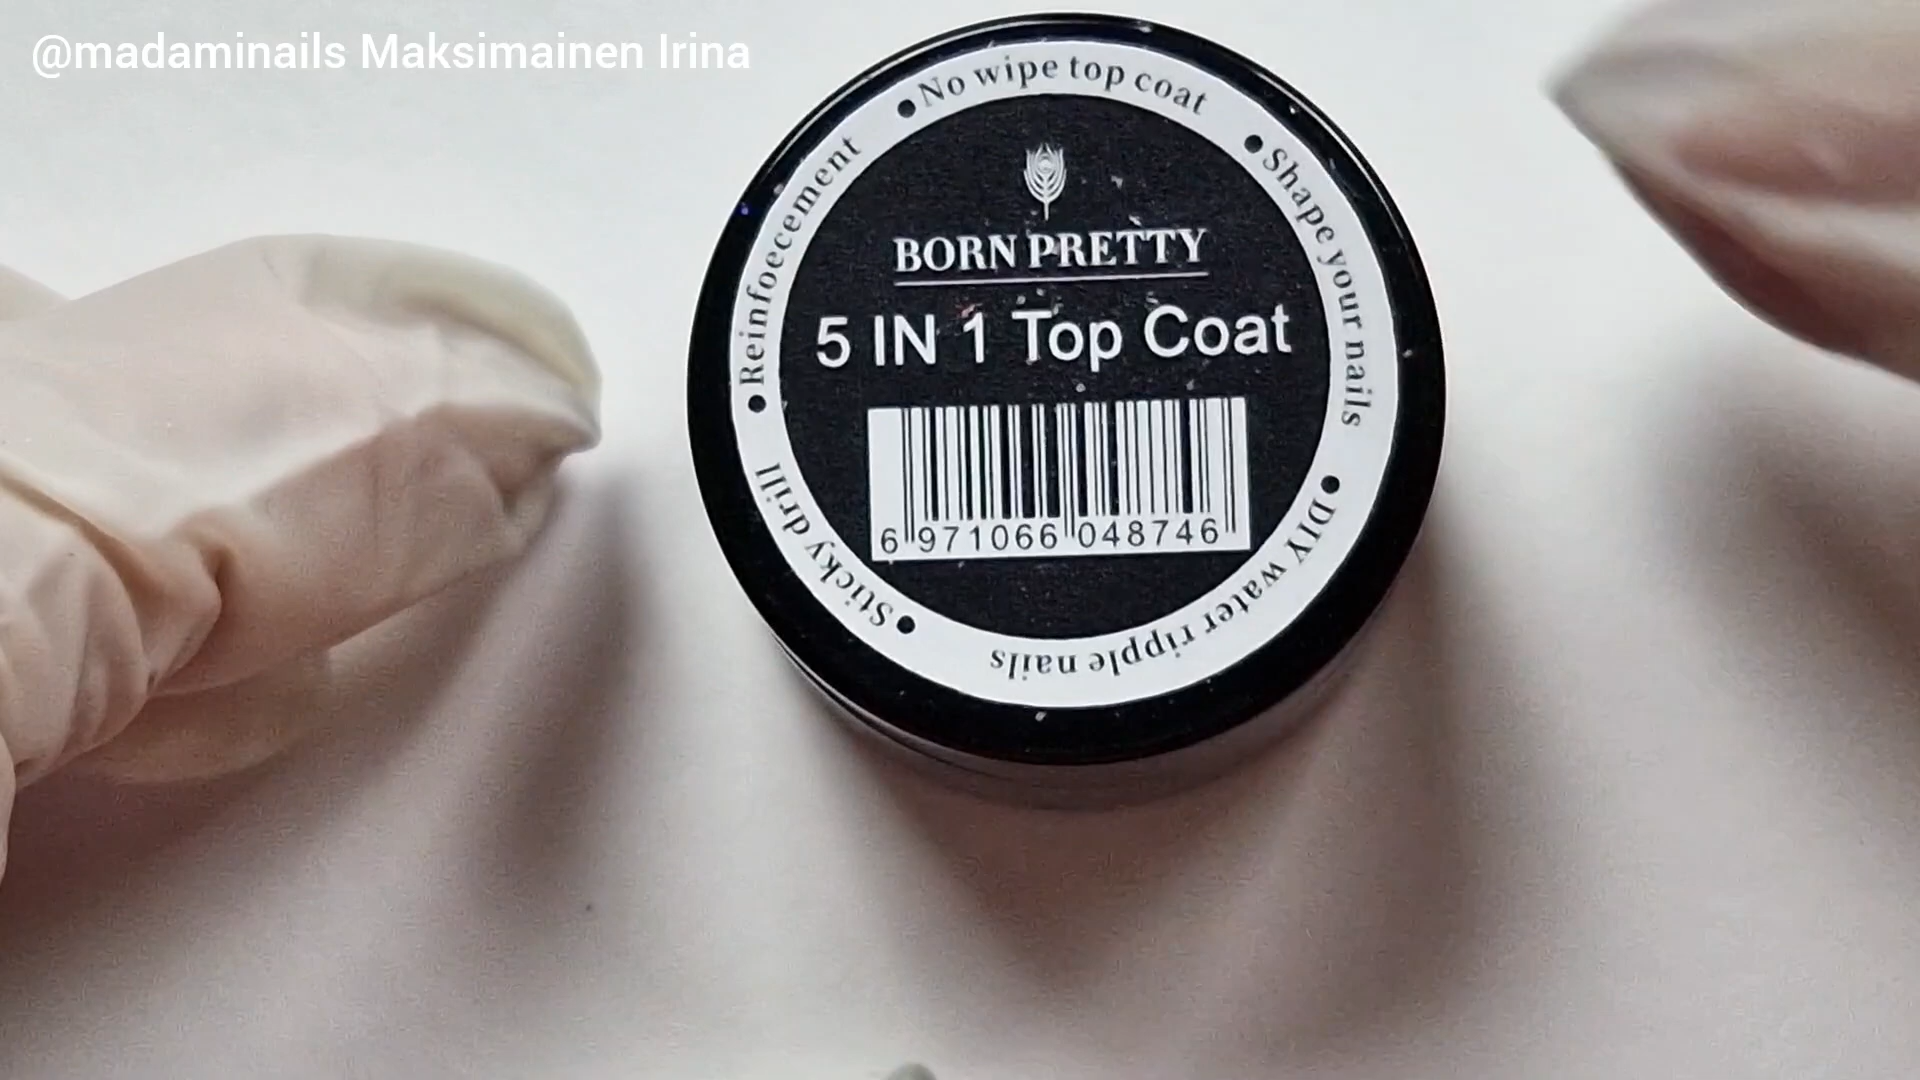 @madaminails Maksimainen Irina
•No wipe top coat
•Shape your nails
•DIY water ripple nails
•Sticky drill
•Reinfoecement
BORN PRETTY
5 IN 1 Top Coat
6 971066 048746